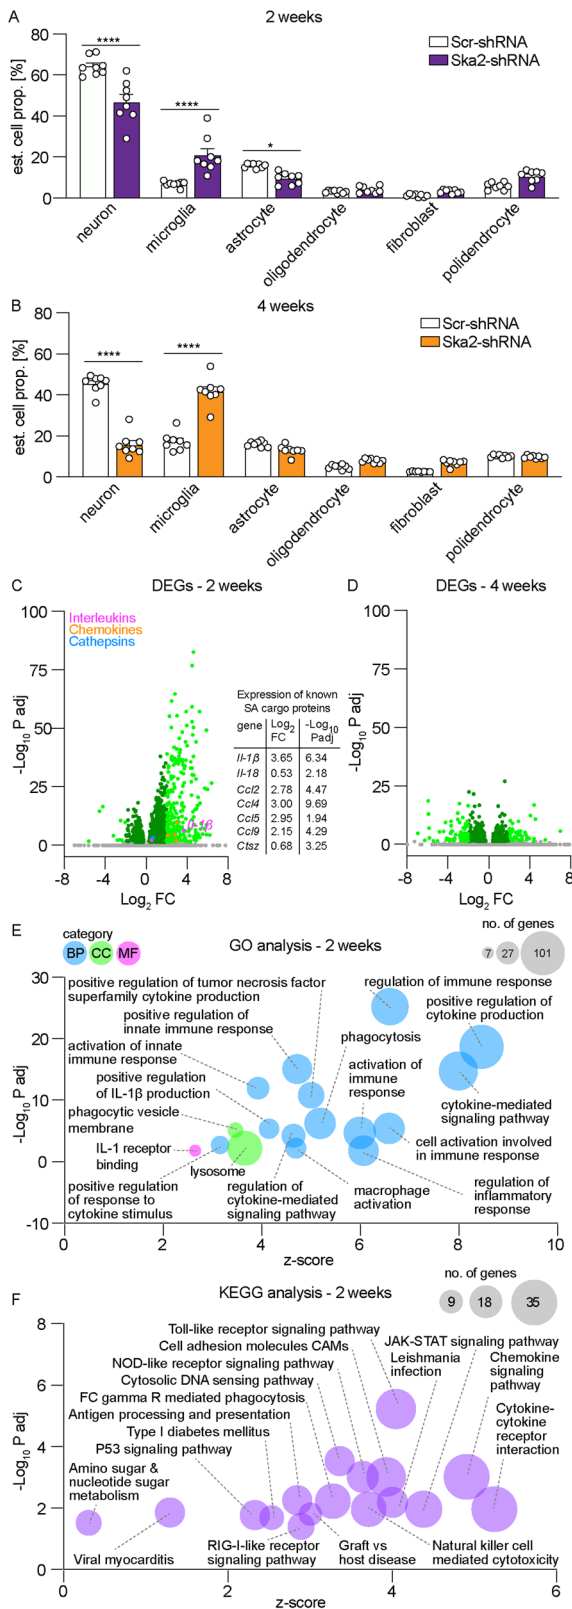 A
2 weeks
est. cell prop. [%]
80
60
40
20
0
****
****
*
Scr-shRNA
Ska2-shRNA
neuron
microglia
astrocyte
oligodendrocyte
fibroblast
polidendrocyte
B
4 weeks
est. cell prop. [%]
80
60
40
20
0
****
****
Scr-shRNA
Ska2-shRNA
neuron
microglia
astrocyte
oligodendrocyte
fibroblast
polidendrocyte
C
DEGs - 2 weeks
-Log10 P adj
100
75
50
25
0
Interleukins
Chemokines
Cathepsins
Il-1β
-8
-4
0
4
8
Log2 FC
Expression of known
SA cargo proteins
gene Log2 FC -Log10 Padj
Il-1β 3.65 6.34
Il-18 0.53 2.18
Ccl2 2.78 4.47
Ccl4 3.00 9.69
Ccl5 2.95 1.94
Ccl9 2.15 4.29
Ctsz 0.68 3.25
D
DEGs - 4 weeks
-Log10 P adj
100
75
50
25
0
-8
-4
0
4
8
Log2 FC
E
category
BP CC MF
GO analysis - 2 weeks
no. of genes
7 27 101
-Log10 P adj
30
20
10
0
-10
positive regulation of tumor necrosis factor
superfamily cytokine production
regulation of immune response
positive regulation of
innate immune response
positive regulation of
cytokine production
activation of innate
immune response
phagocytosis
positive regulation
of IL-1β production
activation of
immune response
phagocytic vesicle
membrane
cytokine-mediated
signaling pathway
IL-1 receptor
binding
lysosome
cell activation involved
in immune response
positive regulation
of response to
cytokine stimulus
regulation of
cytokine-mediated
signaling pathway
macrophage
activation
regulation of
inflammatory
response
0
2
4
6
8
10
z-score
F
KEGG analysis - 2 weeks
no. of genes
9 18 35
-Log10 P adj
8
6
4
2
0
Toll-like receptor signaling pathway
Cell adhesion molecules CAMs
NOD-like receptor signaling pathway
Cytosolic DNA sensing pathway
FC gamma R mediated phagocytosis
Antigen processing and presentation
Type I diabetes mellitus
P53 signaling pathway
Amino sugar &
nucleotide sugar
metabolism
JAK-STAT signaling pathway
Leishmania
infection
Chemokine
signaling
pathway
Cytokine-
cytokine
receptor
interaction
Viral myocarditis
RIG-I-like receptor
signaling pathway
Graft vs
host disease
Natural killer cell
mediated cytotoxicity
0
2
4
6
z-score